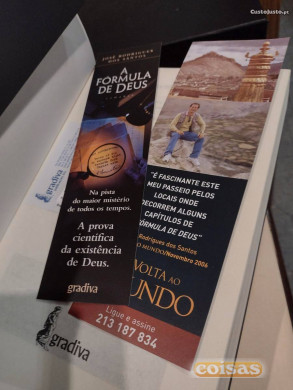 CustoJusto.pt
JOSÉ RODRIGUES
DOS SANTOS
A
FÓRMULA
DE DEUS
Na pista
do maior mistério
de todos os tempos.
A prova
científica
da existência
de Deus.
gradiva
"É FASCINANTE ESTE
MEU PASSEIO PELOS
LOCAIS ONDE
DECORREM ALGUNS
CAPÍTULOS DE
FÓRMULA DE DEUS"
Rodrigues dos Santos
O MUNDO/Novembro 2006
VOLTA AO
UNDO
Ligue e assine
213 187 834
gradiva
gradiva
coisas